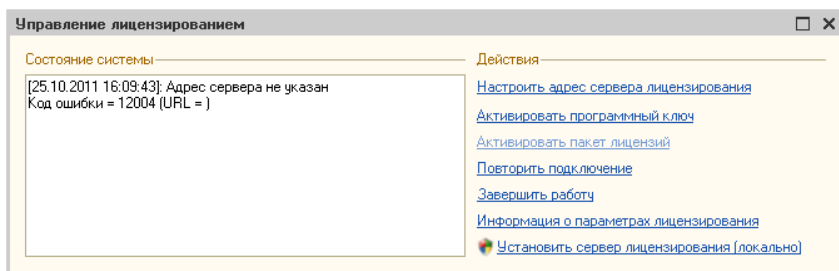 Управление лицензированием
Состояние системы
[25.10.2011 16:09:43]: Адрес сервера не указан
Код ошибки = 12004 (URL = )
Действия
Настроить адрес сервера лицензирования
Активировать программный ключ
Активировать пакет лицензий
Повторить подключение
Завершить работу
Информация о параметрах лицензирования
Установить сервер лицензирования (локально)